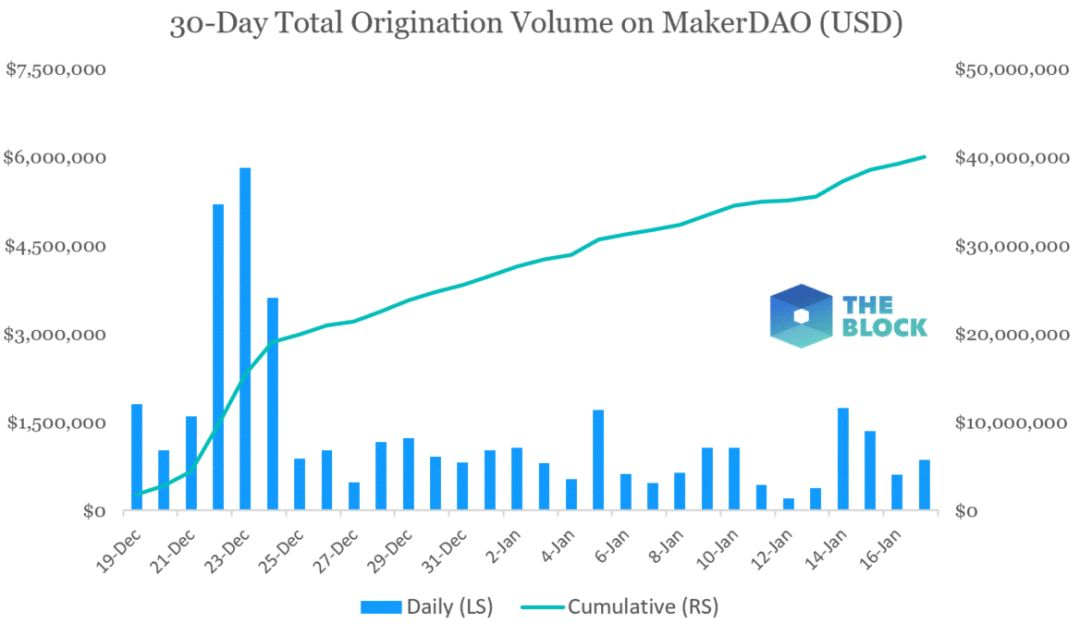 30-Day Total Origination Volume on MakerDAO (USD)
$7,500,000
$6,000,000
$4,500,000
$3,000,000
$1,500,000
$0
$50,000,000
$40,000,000
$30,000,000
$20,000,000
$10,000,000
$0
THE
BLOCK
19-Dec
21-Dec
23-Dec
25-Dec
27-Dec
29-Dec
31-Dec
2-Jan
4-Jan
6-Jan
8-Jan
10-Jan
12-Jan
14-Jan
16-Jan
Daily (LS)
Cumulative (RS)